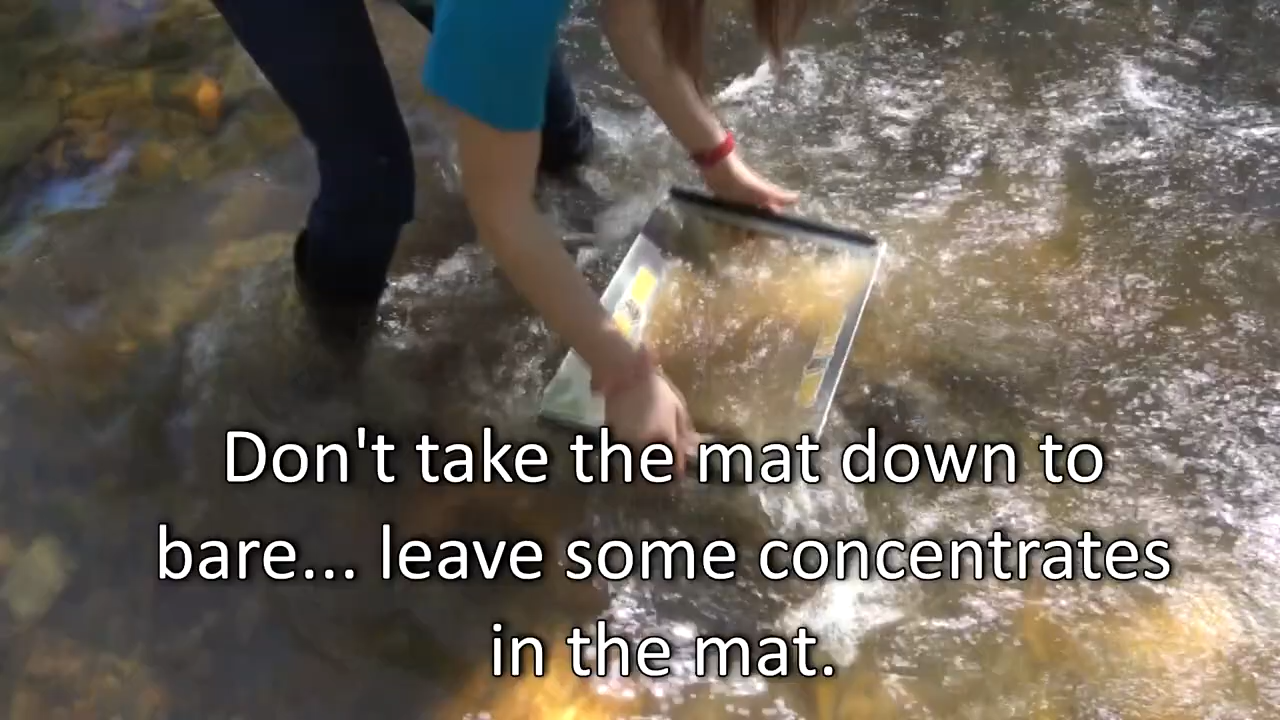 Don't take the mat down to
bare... leave some concentrates
in the mat.